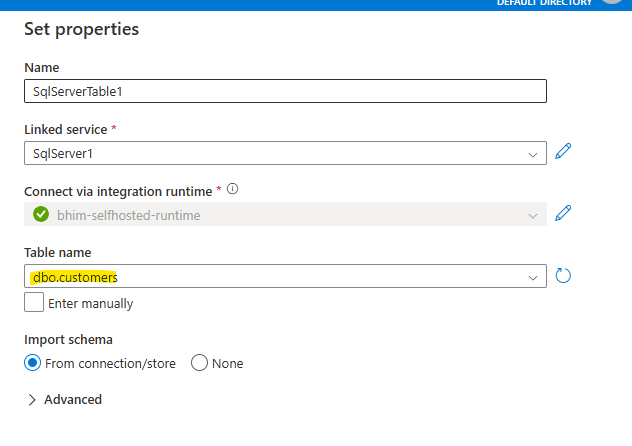 DEFAULT DIRECTORY
Set properties
Name
SqlServerTable1
Linked service *
SqlServer1
Connect via integration runtime *
bhim-selfhosted-runtime
Table name
dbo.customers
Enter manually
Import schema
From connection/store None
Advanced